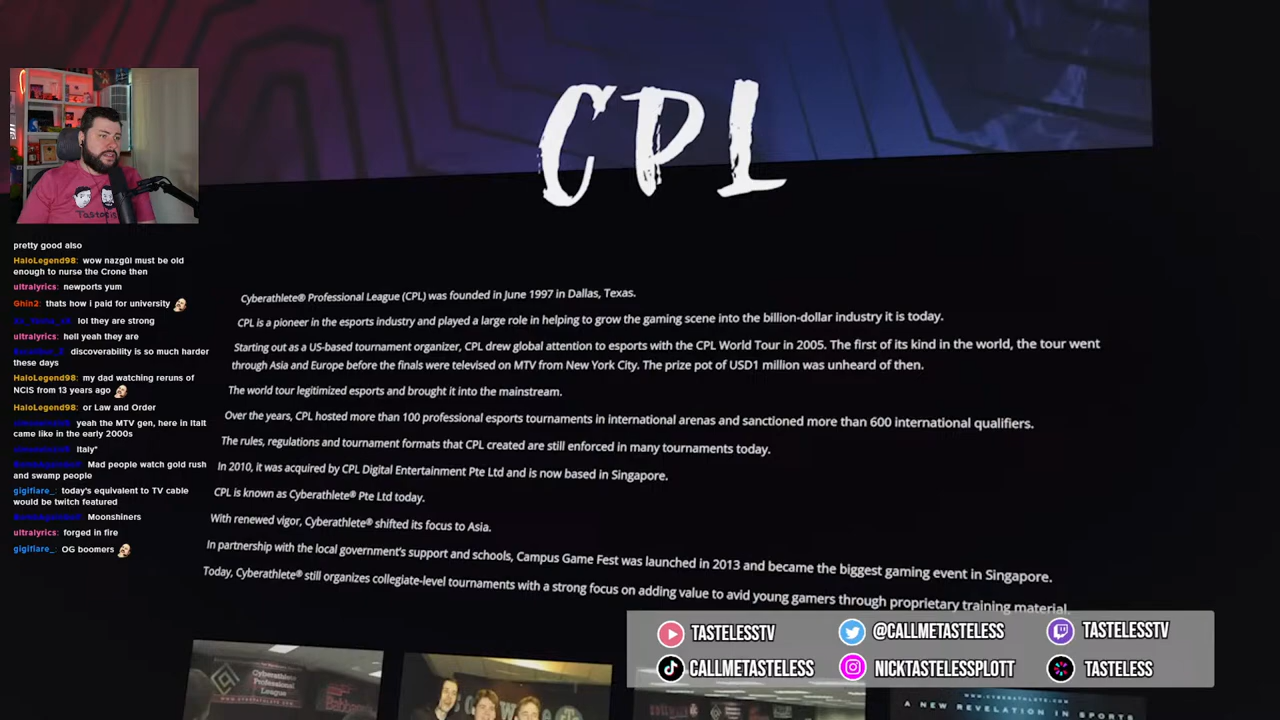 CPL
Cyberathlete® Professional League (CPL) was founded in June 1997 in Dallas, Texas.
CPL is a pioneer in the esports industry and played a large role in helping to grow the gaming scene into the billion-dollar industry it is today.
Starting out as a US-based tournament organizer, CPL drew global attention to esports with the CPL World Tour in 2005. The first of its kind in the world, the tour went
through Asia and Europe before the finals were televised on MTV from New York City. The prize pot of USD1 million was unheard of then.
The world tour legitimized esports and brought it into the mainstream.
Over the years, CPL hosted more than 100 professional esports tournaments in international arenas and sanctioned more than 600 international qualifiers.
The rules, regulations and tournament formats that CPL created are still enforced in many tournaments today.
In 2010, it was acquired by CPL Digital Entertainment Pte Ltd and is now based in Singapore.
CPL is known as Cyberathlete® Pte Ltd today.
With renewed vigor, Cyberathlete® shifted its focus to Asia.
In partnership with the local government's support and schools, Campus Game Fest was launched in 2013 and became the biggest gaming event in Singapore.
Today, Cyberathlete® still organizes collegiate-level tournaments with a strong focus on adding value to avid young gamers through proprietary training material.
pretty good also
HaloLegend98: wow nazgûl must be old
enough to nurse the Crone then
ultralyrics: newports yum
Ghin2: thats how i paid for university
lol they are strong
ultralyrics: hell yeah they are
discoverability is so much harder
these days
HaloLegend98: my dad watching reruns of
NCIS from 13 years ago
HaloLegend98: or Law and Order
yeah the MTV gen, here in Italt
came like in the early 2000s
Italy*
Mad people watch gold rush
and swamp people
gigiflare_: today's equivalent to TV cable
would be twitch featured
Moonshiners
ultralyrics: forged in fire
gigiflare_: OG boomers
TASTELESSTV
@CALLMETASTELESS
TASTELESSTV
CALLMETASTELESS
NICKTASTELESSPLOTT
TASTELESS
Cyberathlete
Professional
League
WWW.CYBERATHLETE.COM
A NEW REVELATION IN SPORTS